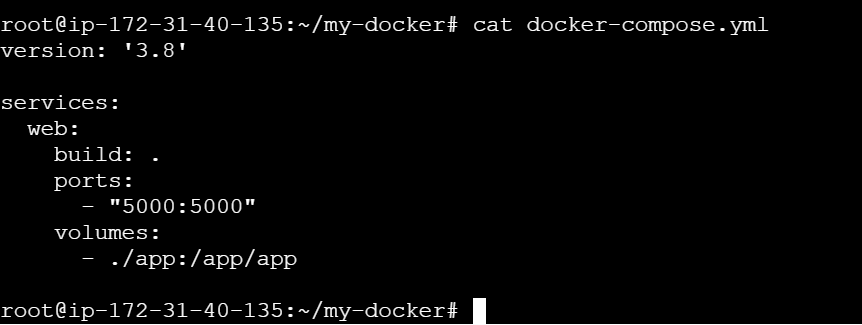 root@ip-172-31-40-135:~/my-docker# cat docker-compose.yml
version: '3.8'

services:
  web:
    build: .
    ports:
      - "5000:5000"
    volumes:
      - ./app:/app/app

root@ip-172-31-40-135:~/my-docker#